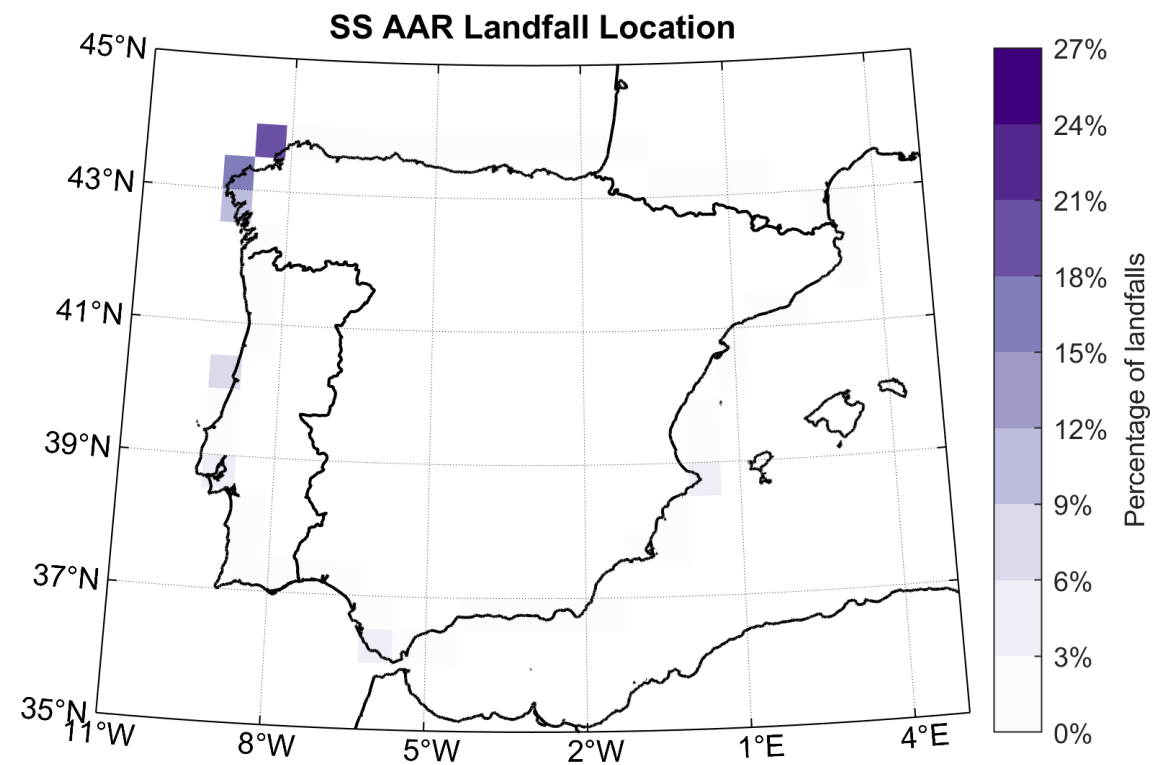 SS AAR Landfall Location
45°N
43°N
41°N
39°N
37°N
35°N
11°W
8°W
5°W
2°W
1°E
4°E
27%
24%
21%
18%
15%
12%
9%
6%
3%
0%
Percentage of landfalls